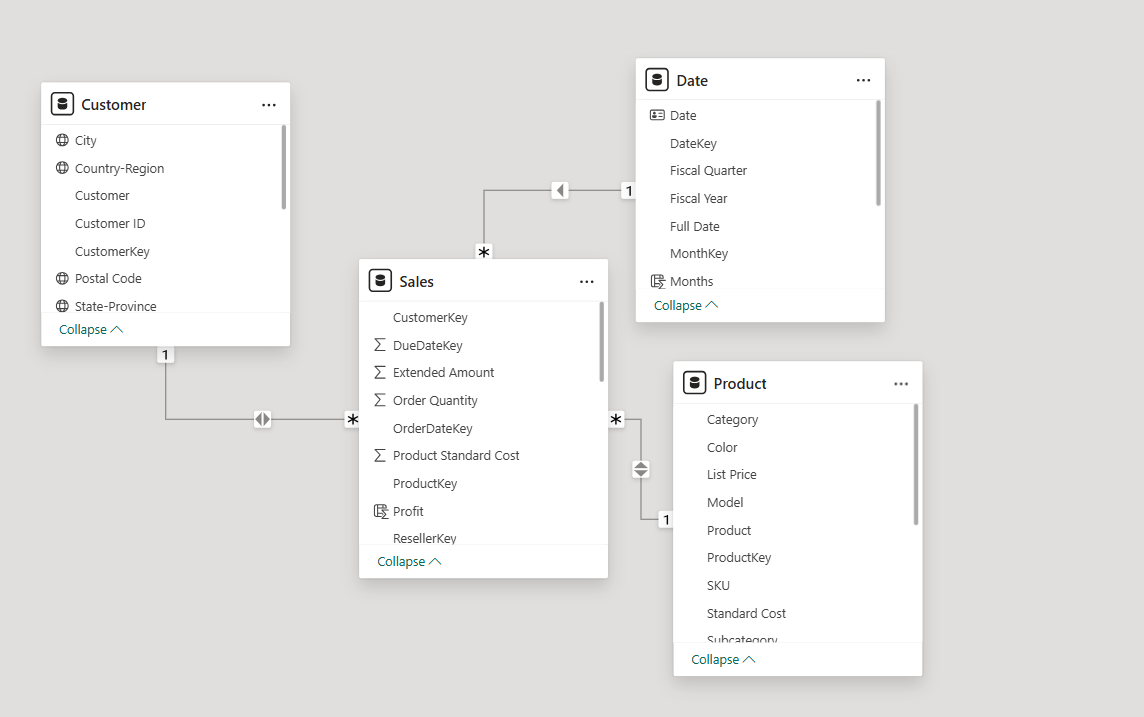 Customer
City
Country-Region
Customer
Customer ID
CustomerKey
Postal Code
State-Province
Collapse
1
*
Date
Date
DateKey
Fiscal Quarter
Fiscal Year
Full Date
MonthKey
Months
Collapse
1
*
Sales
CustomerKey
DueDateKey
Extended Amount
Order Quantity
OrderDateKey
Product Standard Cost
ProductKey
Profit
ResellerKey
Collapse
*
1
Product
Category
Color
List Price
Model
Product
ProductKey
SKU
Standard Cost
Subcategory
Collapse